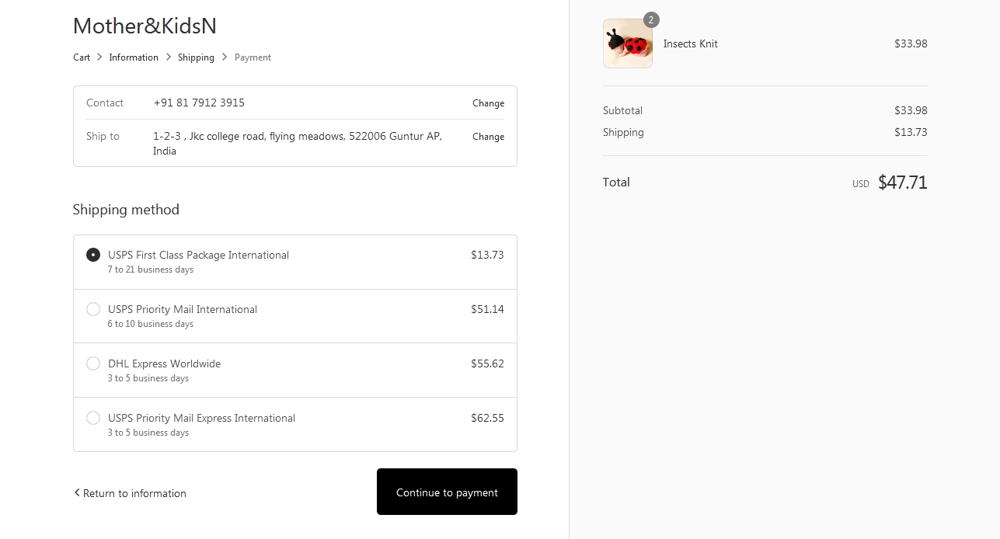 Mother&KidsN
Cart > Information > Shipping > Payment
Contact +91 81 7912 3915 Change
Ship to 1-2-3 , Jkc college road, flying meadows, 522006 Guntur AP, Change
India
Shipping method
USPS First Class Package International $13.73
7 to 21 business days
USPS Priority Mail International $51.14
6 to 10 business days
DHL Express Worldwide $55.62
3 to 5 business days
USPS Priority Mail Express International $62.55
3 to 5 business days
< Return to information
Continue to payment
2
Insects Knit $33.98
Subtotal $33.98
Shipping $13.73
Total USD $47.71